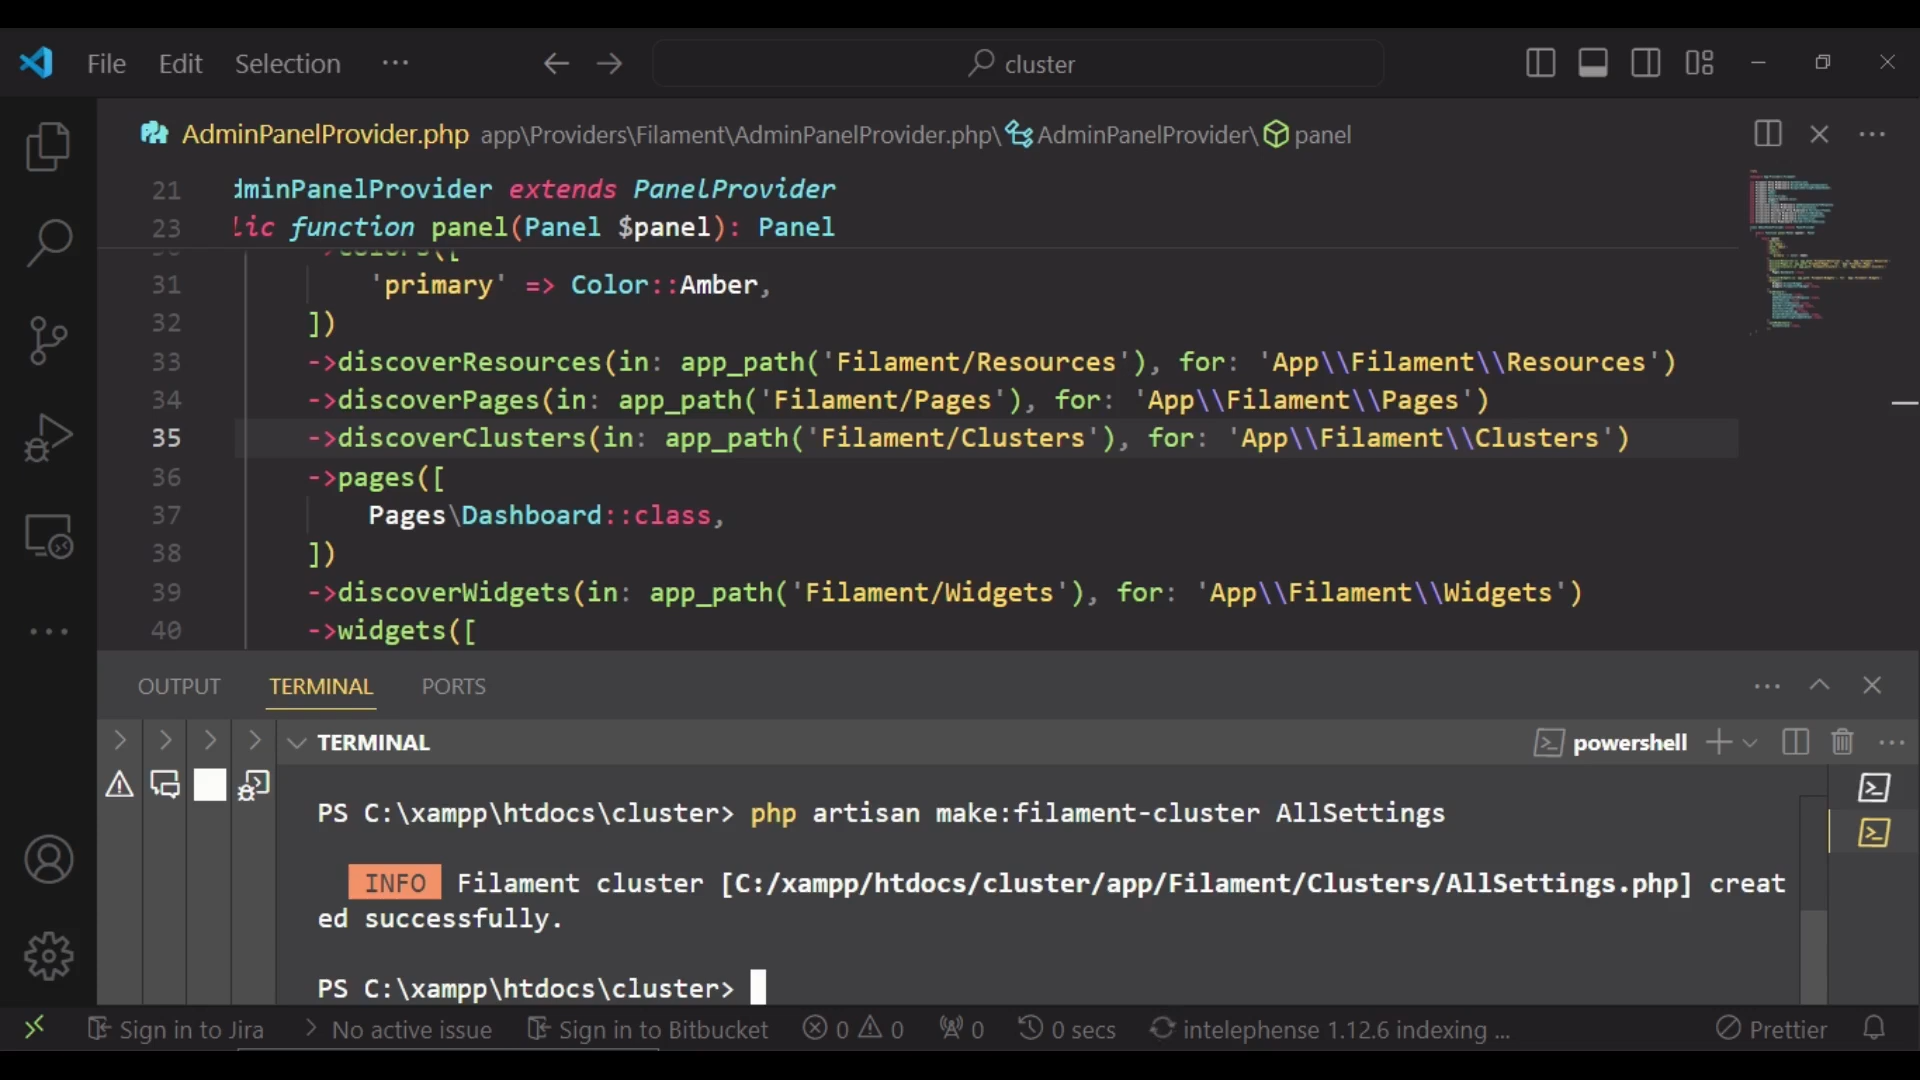 File Edit Selection ··· cluster
AdminPanelProvider.php app\Providers\Filament\AdminPanelProvider.php\ AdminPanelProvider\ panel
21 dminPanelProvider extends PanelProvider
23 lic function panel(Panel $panel): Panel
31 'primary' => Color::Amber,
32 ])
33 ->discoverResources(in: app_path('Filament/Resources'), for: 'App\\Filament\\Resources')
34 ->discoverPages(in: app_path('Filament/Pages'), for: 'App\\Filament\\Pages')
35 ->discoverClusters(in: app_path('Filament/Clusters'), for: 'App\\Filament\\Clusters')
36 ->pages([
37 Pages\Dashboard::class,
38 ])
39 ->discoverWidgets(in: app_path('Filament/Widgets'), for: 'App\\Filament\\Widgets')
40 ->widgets([
OUTPUT TERMINAL PORTS
TERMINAL powershell
PS C:\xampp\htdocs\cluster> php artisan make:filament-cluster AllSettings
INFO Filament cluster [C:/xampp/htdocs/cluster/app/Filament/Clusters/AllSettings.php] creat
ed successfully.
PS C:\xampp\htdocs\cluster>
Sign in to Jira > No active issue Sign in to Bitbucket 0 0 0 0 secs intelephense 1.12.6 indexing ... Prettier